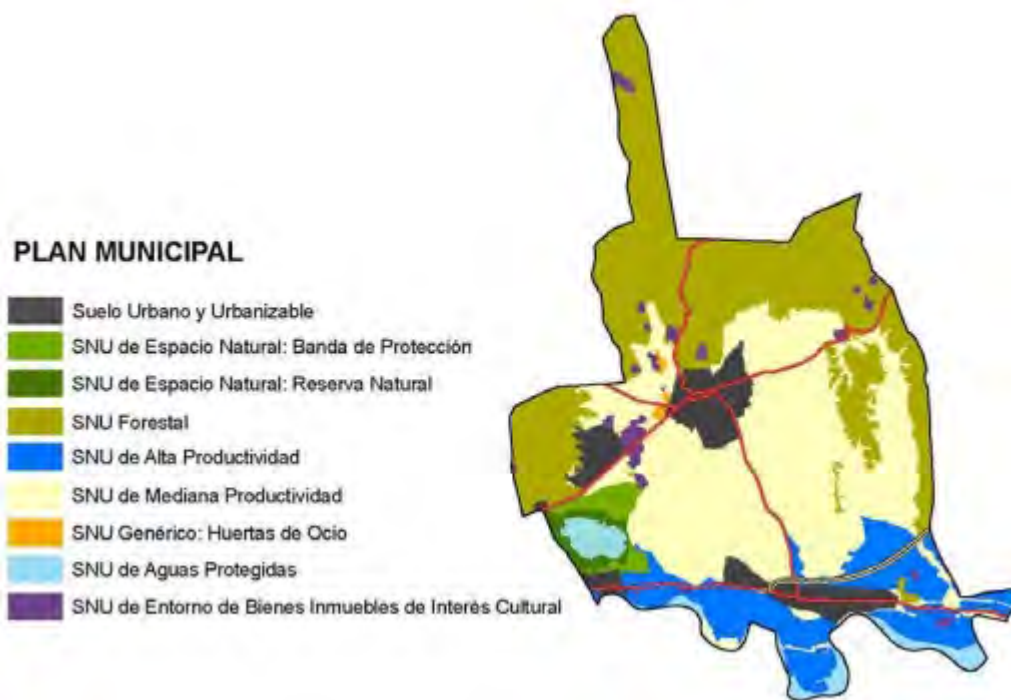 PLAN MUNICIPAL
Suelo Urbano y Urbanizable
SNU de Espacio Natural: Banda de Protección
SNU de Espacio Natural: Reserva Natural
SNU Forestal
SNU de Alta Productividad
SNU de Mediana Productividad
SNU Genérico: Huertas de Ocio
SNU de Aguas Protegidas
SNU de Entorno de Bienes Inmuebles de Interés Cultural